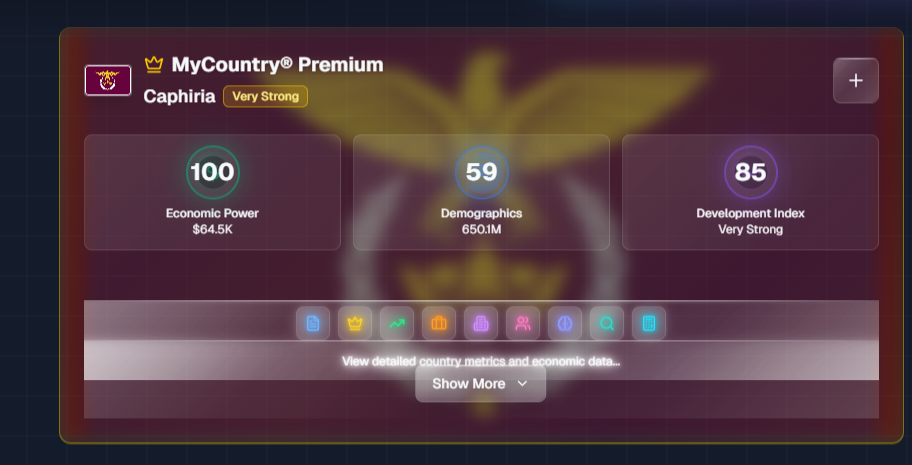 MyCountry® Premium
Caphiria Very Strong
100
Economic Power
$64.5K
59
Demographics
650.1M
85
Development Index
Very Strong
View detailed country metrics and economic data...
Show More